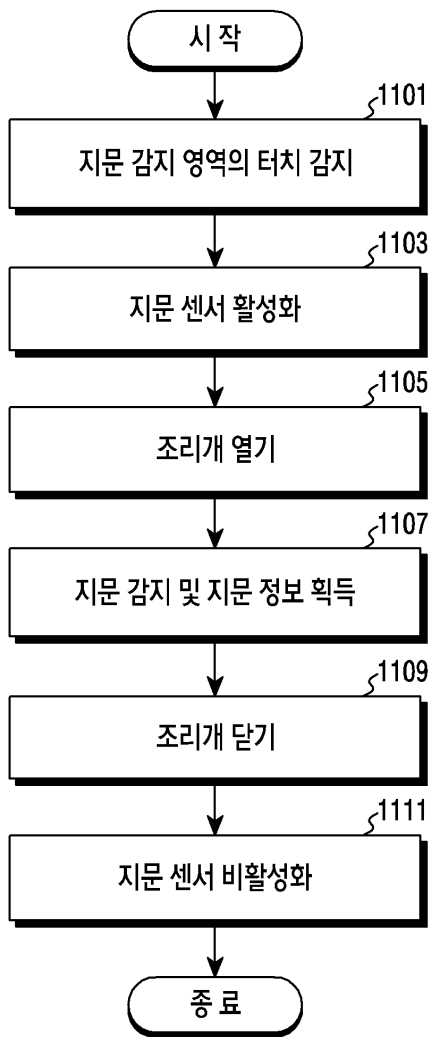 시 작
1101
지문 감지 영역의 터치 감지
1103
지문 센서 활성화
1105
조리개 열기
1107
지문 감지 및 지문 정보 획득
1109
조리개 닫기
1111
지문 센서 비활성화
종 료